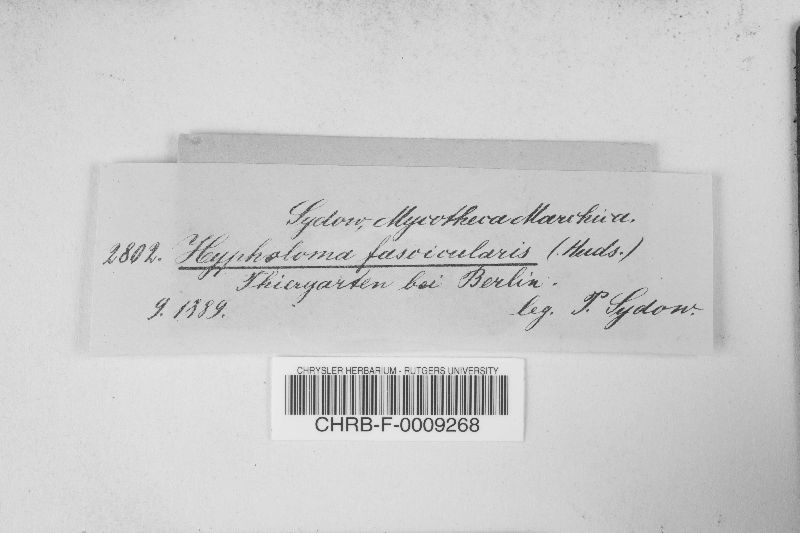 Sydow, Mycotheca Marchica.
2802. Hypholoma fascicularis (Huds.)
Thiergarten bei Berlin.
9. 1889. leg. P. Sydow.
CHRYSLER HERBARIUM - RUTGERS UNIVERSITY
CHRB-F-0009268